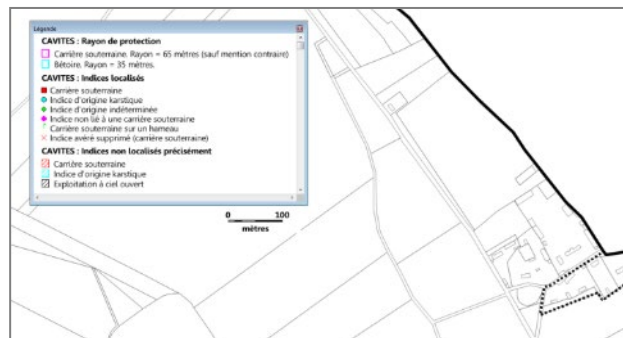 Légende
CAVITES : Rayon de protection
Carrière souterraine. Rayon = 65 mètres (sauf mention contraire)
Bétoire. Rayon = 35 mètres.
CAVITES : Indices localisés
Carrière souterraine
Indice d'origine karstique
Indice d'origine indéterminée
Indice non lié à une carrière souterraine
Carrière souterraine sur un hameau
Indice avéré supprimé (carrière souterraine)
CAVITES : Indices non localisés précisément
Carrière souterraine
Indice d'origine karstique
Exploitation à ciel ouvert
0 100
mètres